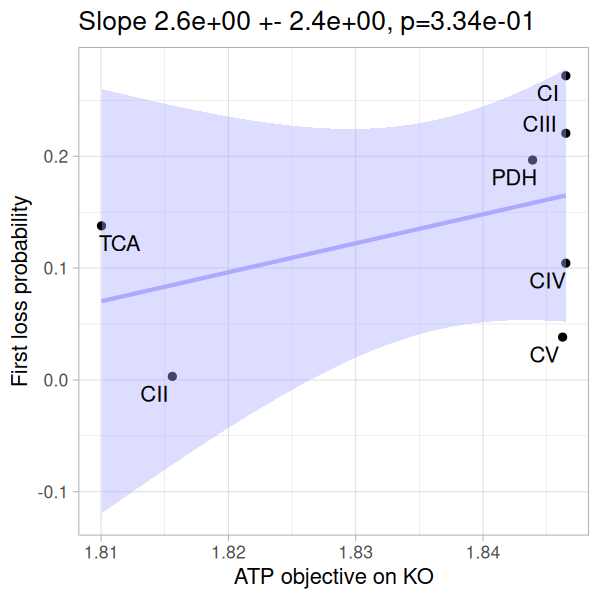 Slope 2.6e+00 +- 2.4e+00, p=3.34e-01
First loss probability
0.2
0.1
0.0
-0.1
CI
CIII
PDH
TCA
CIV
CV
CII
1.81
1.82
1.83
1.84
ATP objective on KO